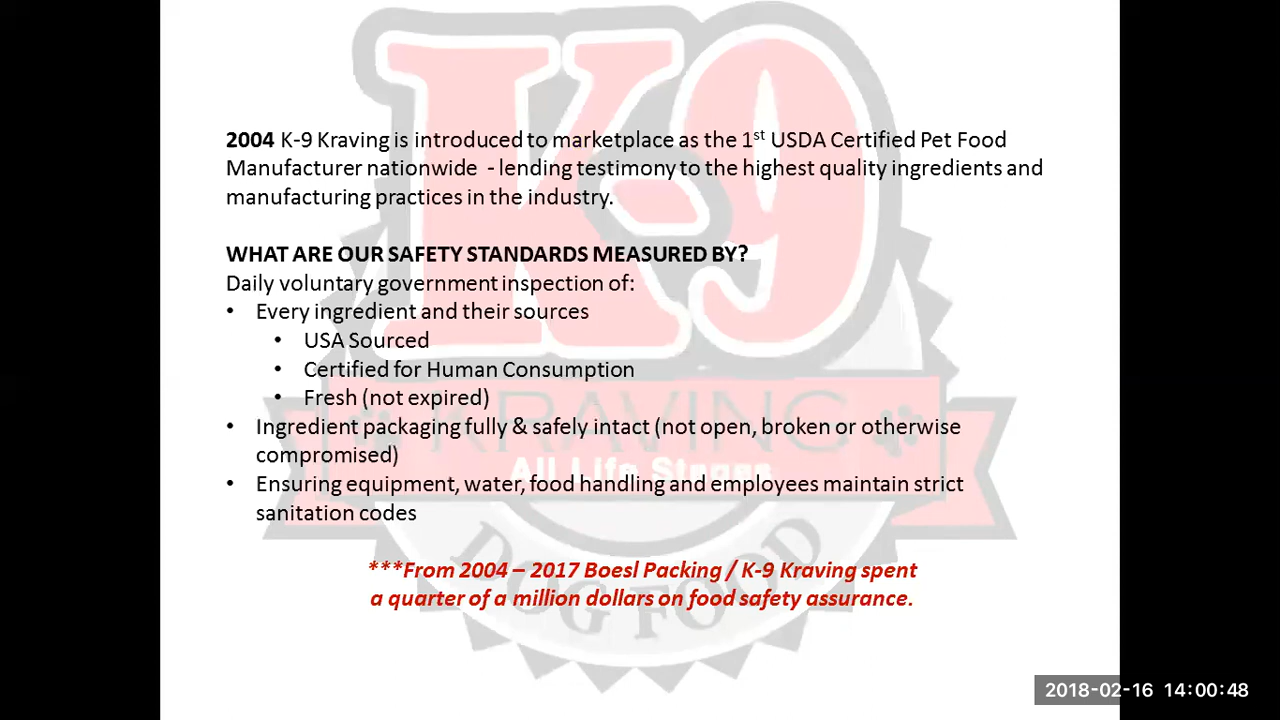 2004 K-9 Kraving is introduced to marketplace as the 1st USDA Certified Pet Food
Manufacturer nationwide - lending testimony to the highest quality ingredients and
manufacturing practices in the industry.
WHAT ARE OUR SAFETY STANDARDS MEASURED BY?
Daily voluntary government inspection of:
• Every ingredient and their sources
• USA Sourced
• Certified for Human Consumption
• Fresh (not expired)
• Ingredient packaging fully & safely intact (not open, broken or otherwise
compromised)
• Ensuring equipment, water, food handling and employees maintain strict
sanitation codes
***From 2004 – 2017 Boesl Packing / K-9 Kraving spent
a quarter of a million dollars on food safety assurance.
K-9
KRAVING
All Life Stages
DOG FOOD
2018-02-16 14:00:48